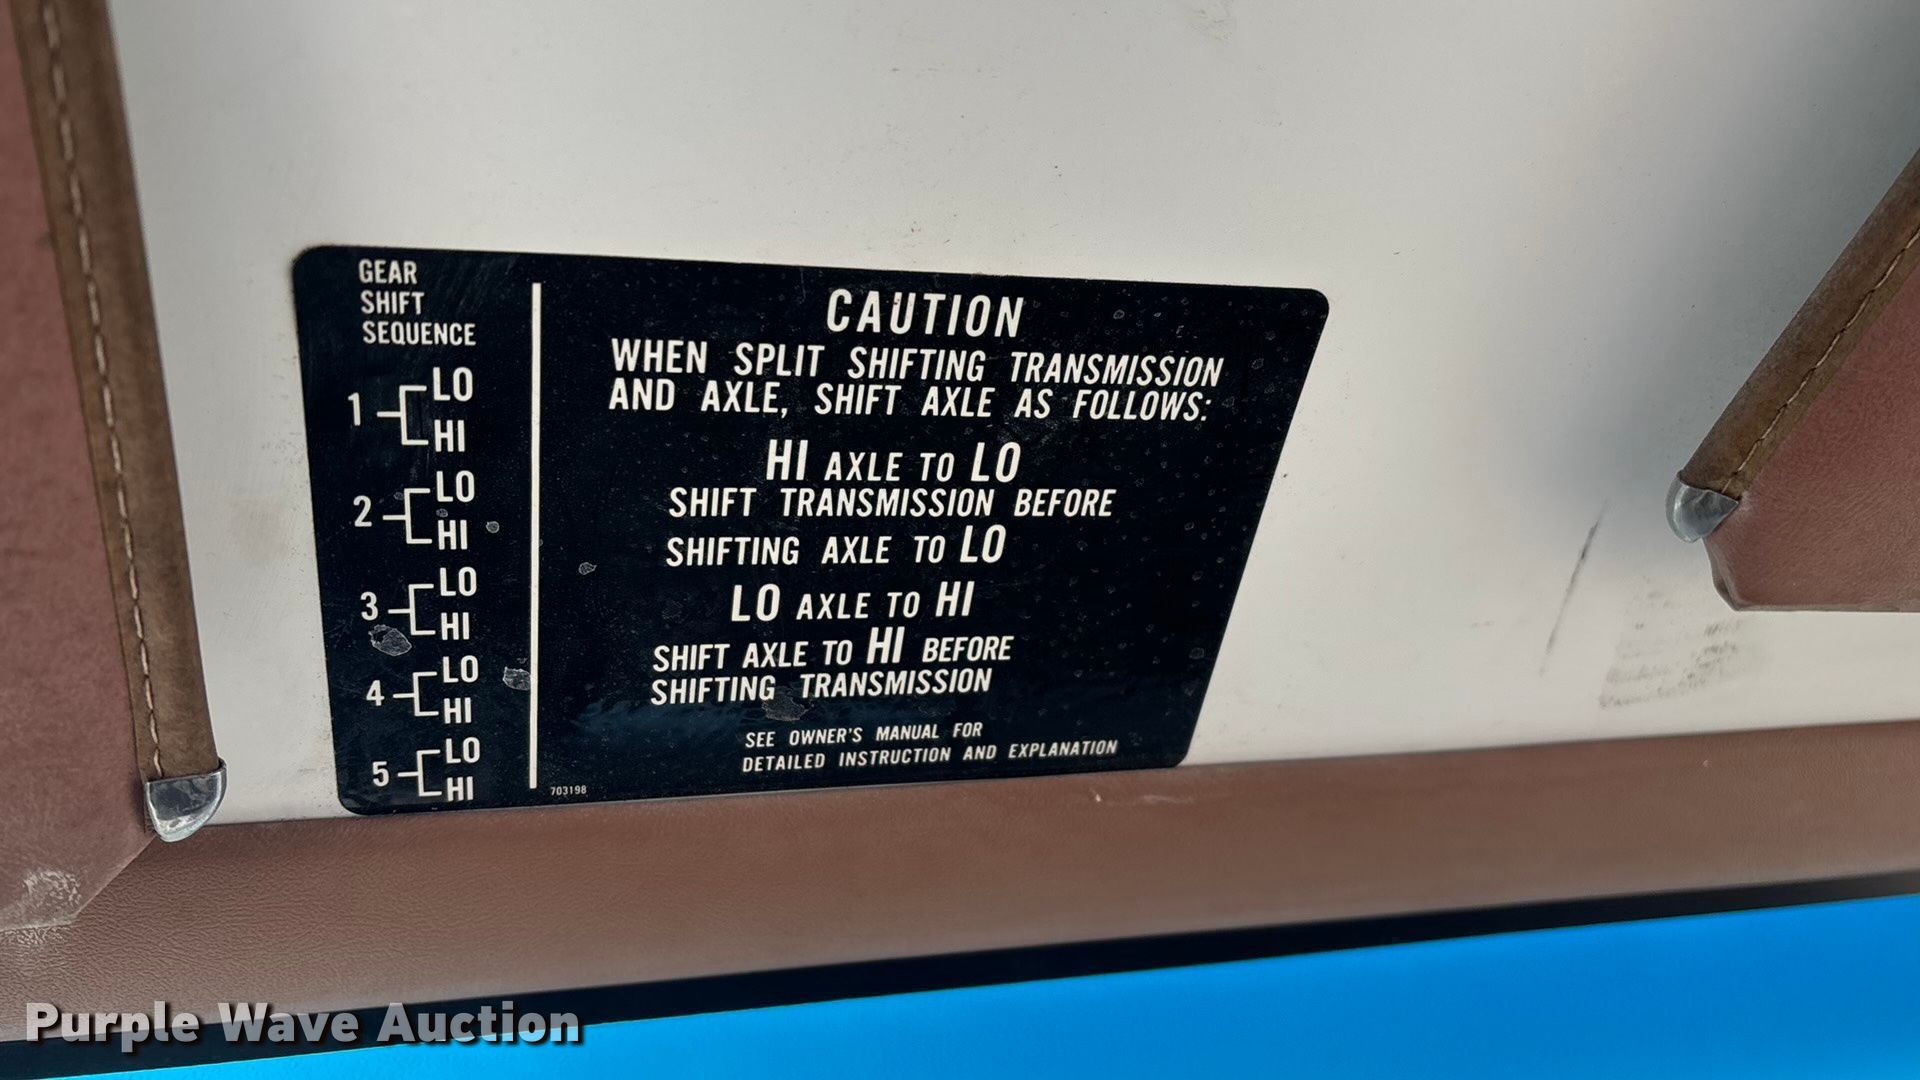 GEAR
SHIFT
SEQUENCE
1 LO
HI
2 LO
HI
3 LO
HI
4 LO
HI
5 LO
HI
CAUTION
WHEN SPLIT SHIFTING TRANSMISSION
AND AXLE, SHIFT AXLE AS FOLLOWS:
HI AXLE TO LO
SHIFT TRANSMISSION BEFORE
SHIFTING AXLE TO LO
LO AXLE TO HI
SHIFT AXLE TO HI BEFORE
SHIFTING TRANSMISSION
SEE OWNER'S MANUAL FOR
DETAILED INSTRUCTION AND EXPLANATION
703198
Purple Wave Auction